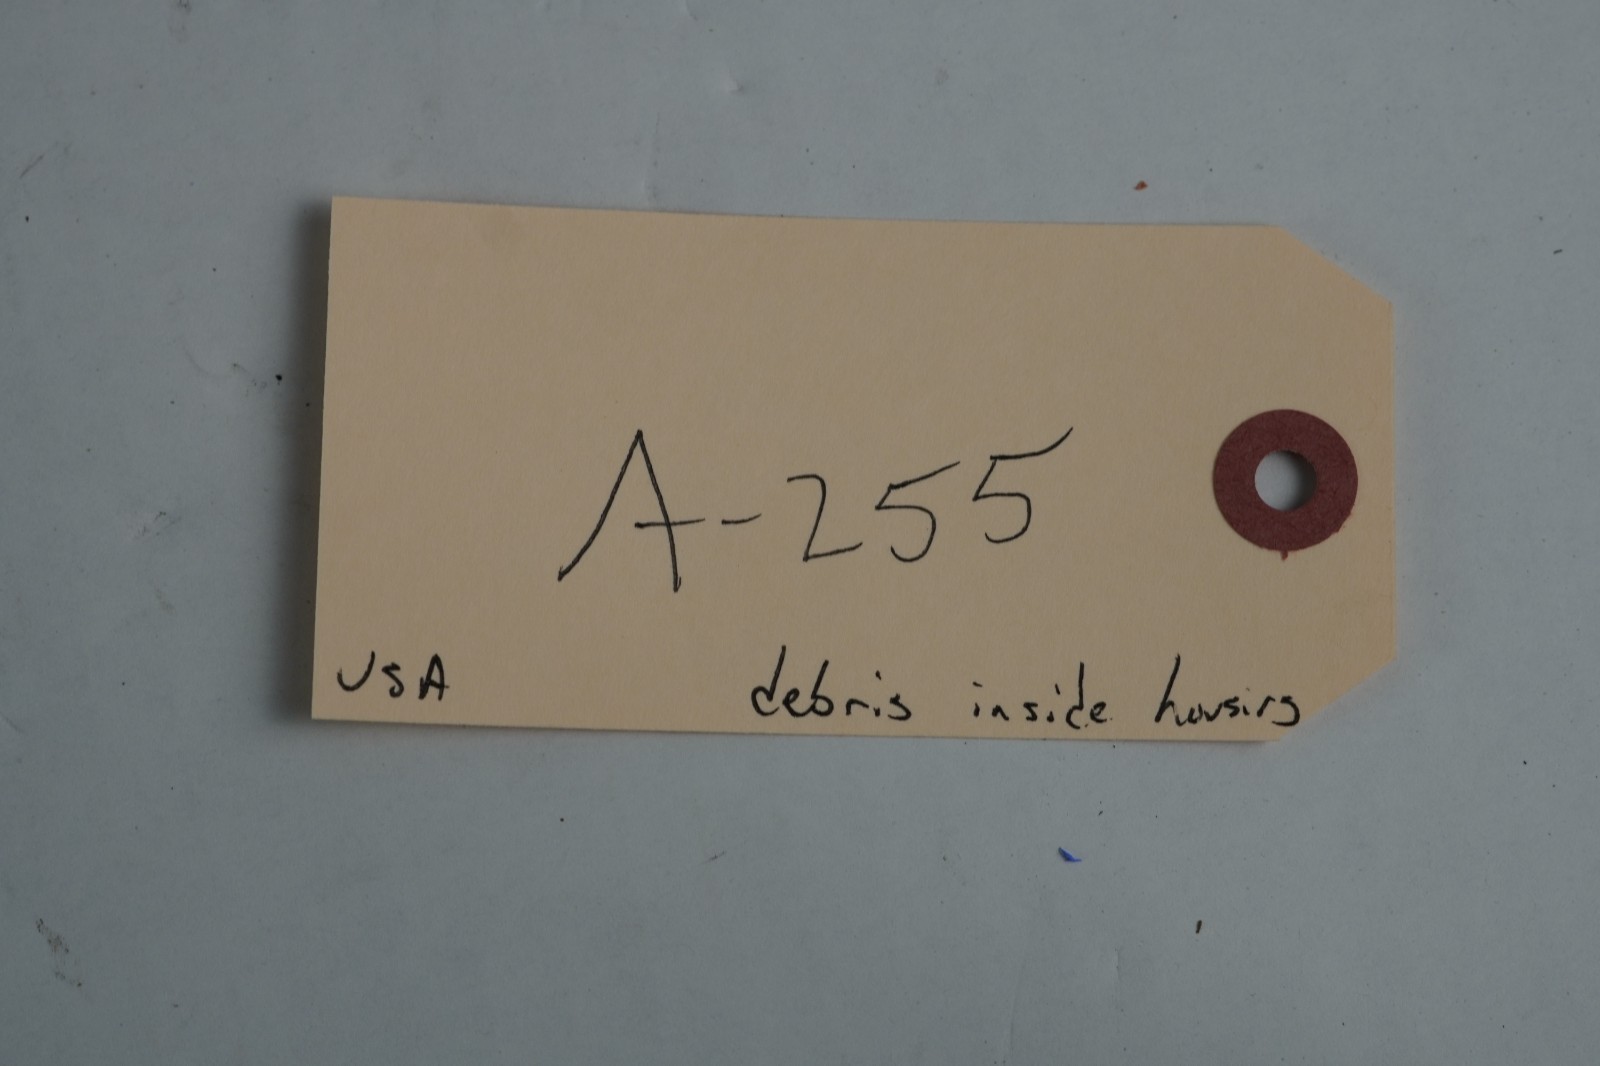 A-255
USA
debris inside housing